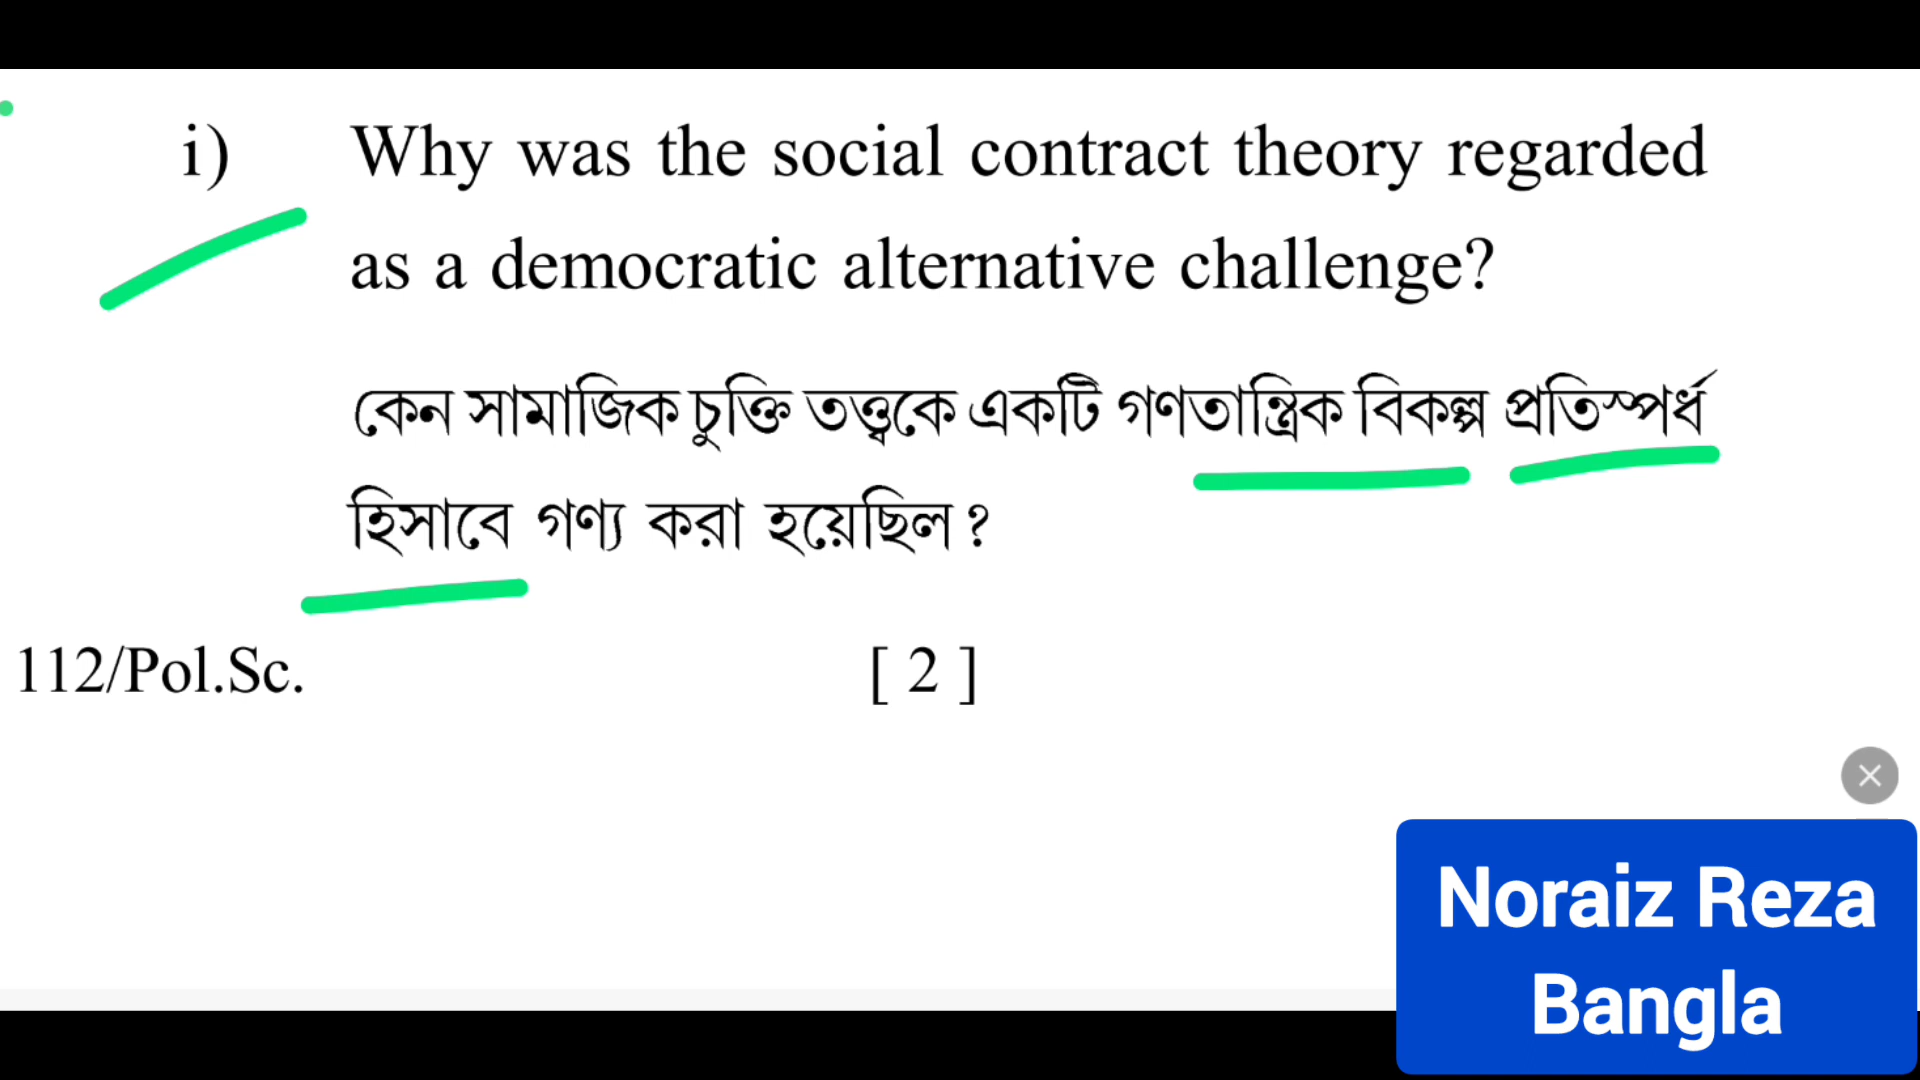 i) Why was the social contract theory regarded
as a democratic alternative challenge?
কেন সামাজিক চুক্তি তত্ত্বকে একটি গণতান্ত্রিক বিকল্প প্রতিস্পর্ধ
হিসাবে গণ্য করা হয়েছিল ?
112/Pol.Sc. [ 2 ]
Noraiz Reza
Bangla